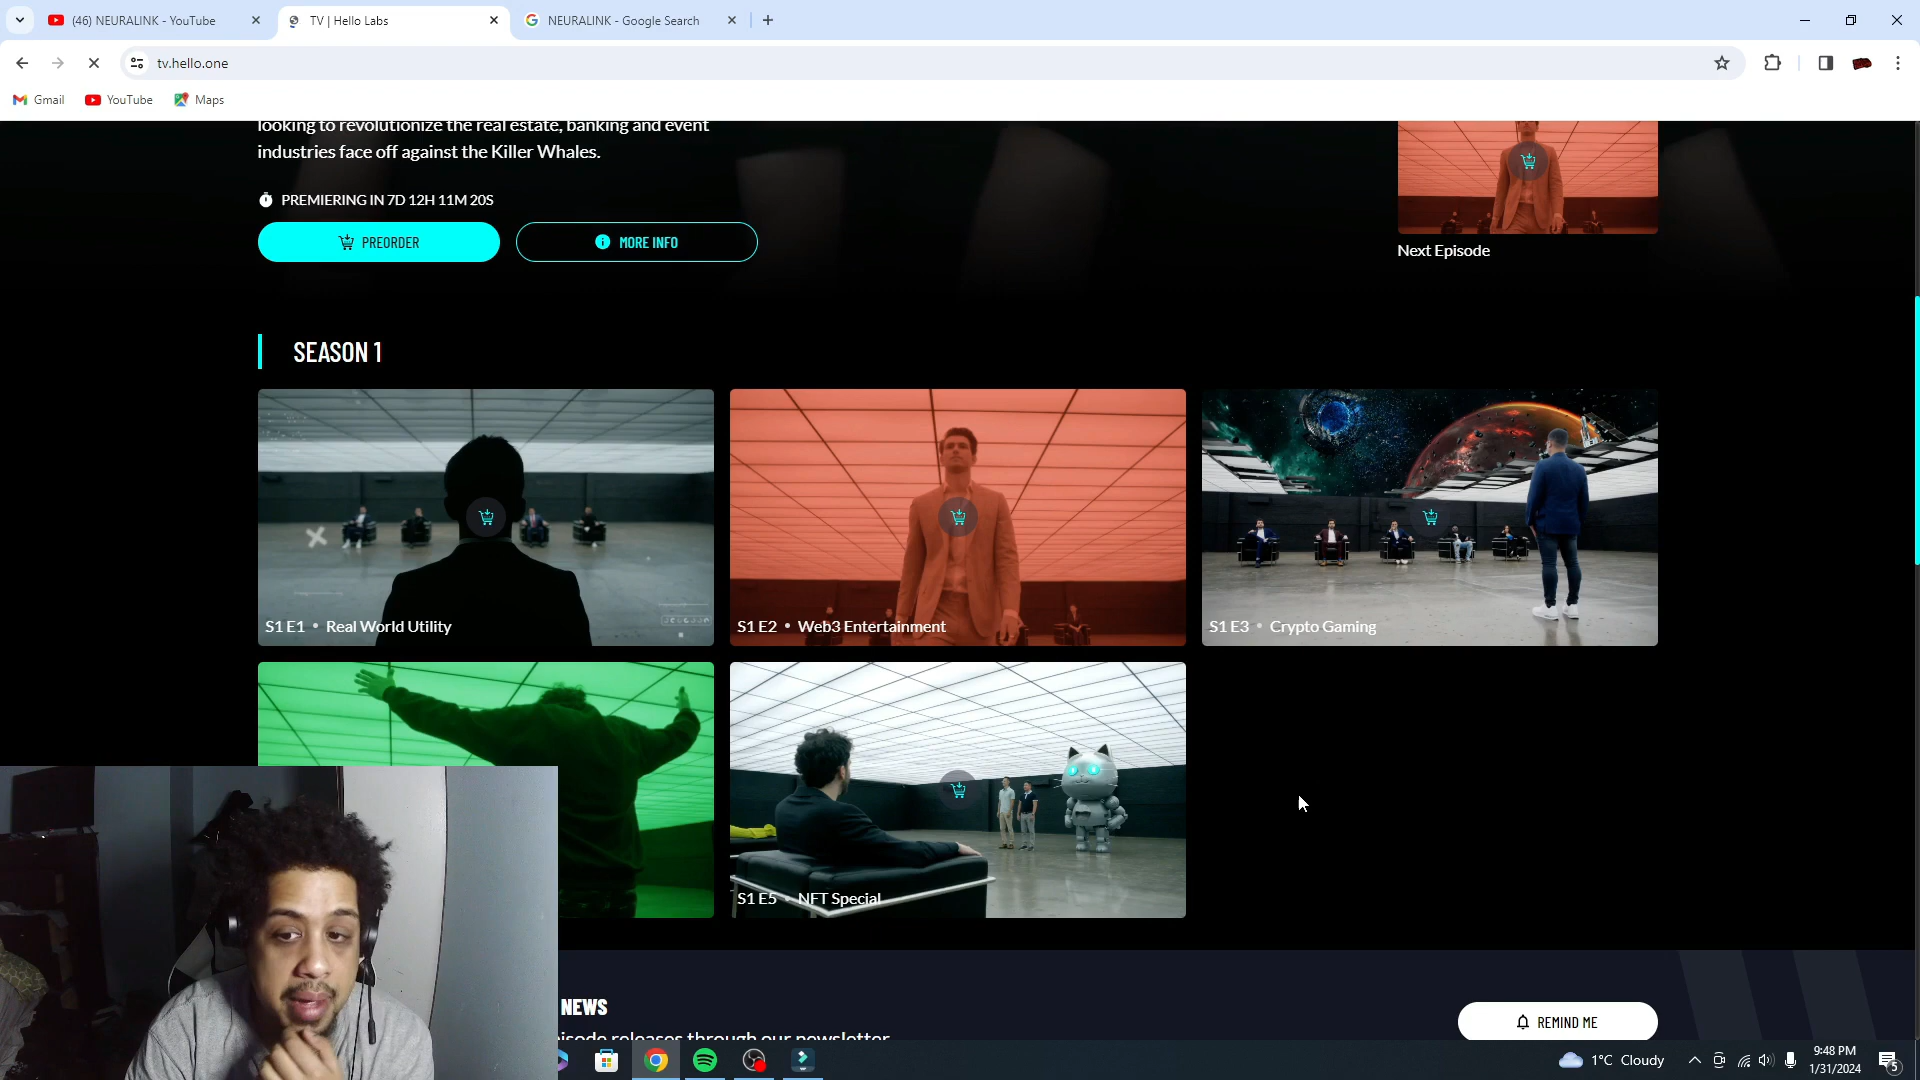 (46) NEURALINK - YouTube
TV | Hello Labs
NEURALINK - Google Search
tv.hello.one
Gmail
YouTube
Maps
looking to revolutionize the real estate, banking and event
industries face off against the Killer Whales.
PREMIERING IN 7D 12H 11M 20S
PREORDER
MORE INFO
Next Episode
SEASON 1
S1 E1 • Real World Utility
S1 E2 • Web3 Entertainment
S1 E3 • Crypto Gaming
S1 E5 • NFT Special
NEWS
episode releases through our newsletter
REMIND ME
1°C Cloudy
9:48 PM
1/31/2024
5